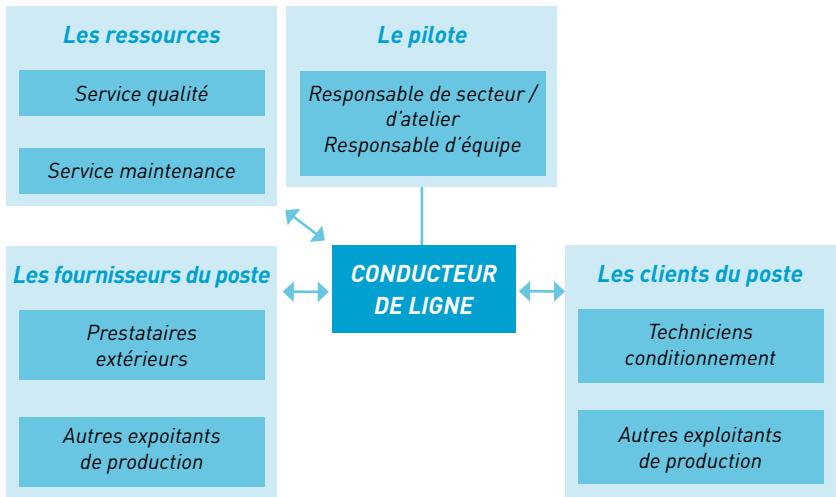 Les ressources
Service qualité
Service maintenance
Le pilote
Responsable de secteur /
d'atelier
Responsable d'équipe
Les fournisseurs du poste
Prestataires
extérieurs
Autres expoitants
de production
CONDUCTEUR
DE LIGNE
Les clients du poste
Techniciens
conditionnement
Autres exploitants
de production